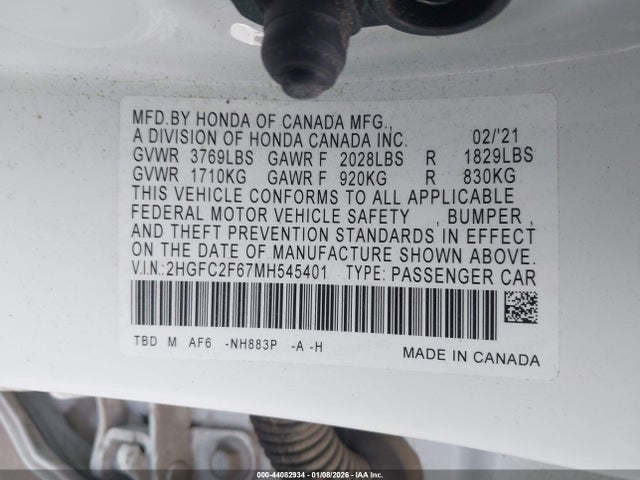 MFD.BY HONDA OF CANADA MFG.,
A DIVISION OF HONDA CANADA INC. 02/'21
GVWR 3769LBS GAWR F 2028LBS R 1829LBS
GVWR 1710KG GAWR F 920KG R 830KG
THIS VEHICLE CONFORMS TO ALL APPLICABLE
FEDERAL MOTOR VEHICLE SAFETY , BUMPER ,
AND THEFT PREVENTION STANDARDS IN EFFECT
ON THE DATE OF MANUFACTURE SHOWN ABOVE.
V.I.N.:2HGFC2F67MH545401 TYPE: PASSENGER CAR
TBD M AF6 -NH883P -A -H
MADE IN CANADA
000-44082934 - 01/08/2026 - IAA Inc.